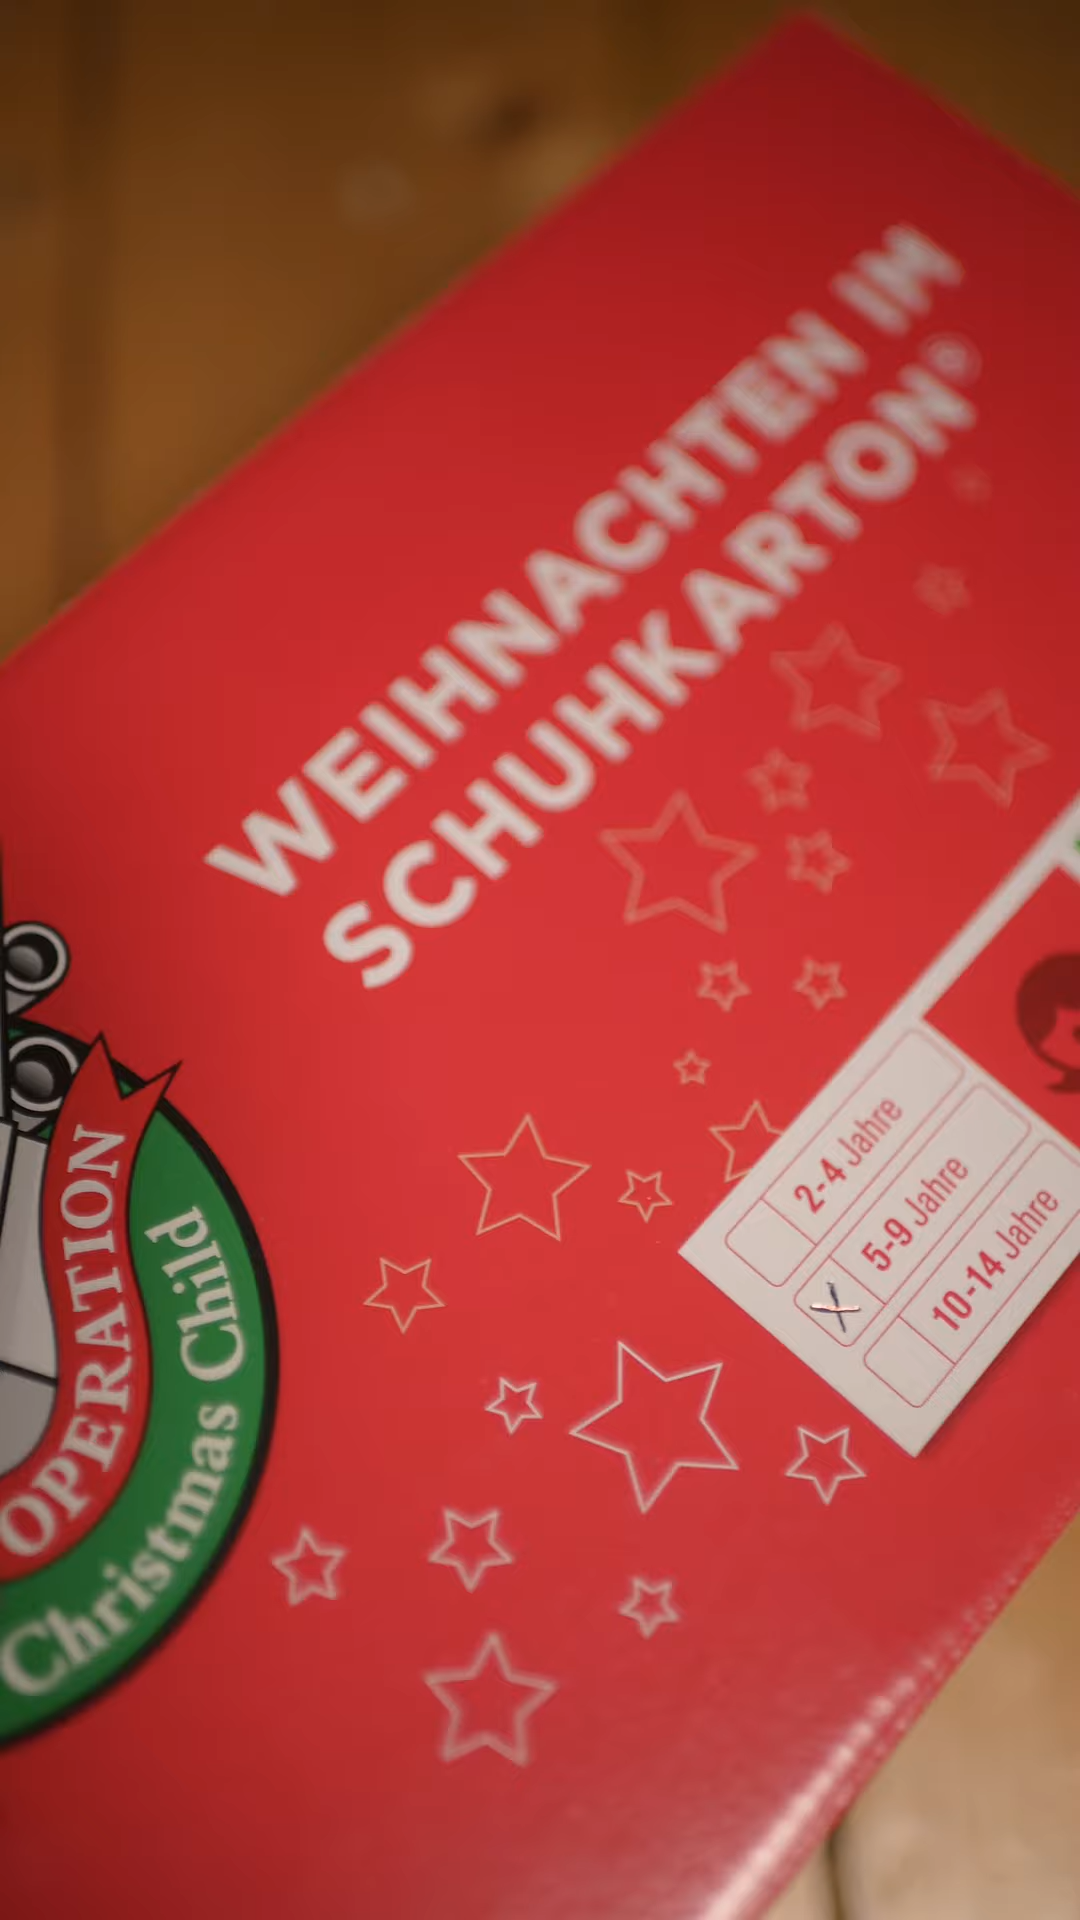 WEIHNACHTEN IM
SCHUHKARTON®
OPERATION
Christmas Child
2-4 Jahre
5-9 Jahre
10-14 Jahre